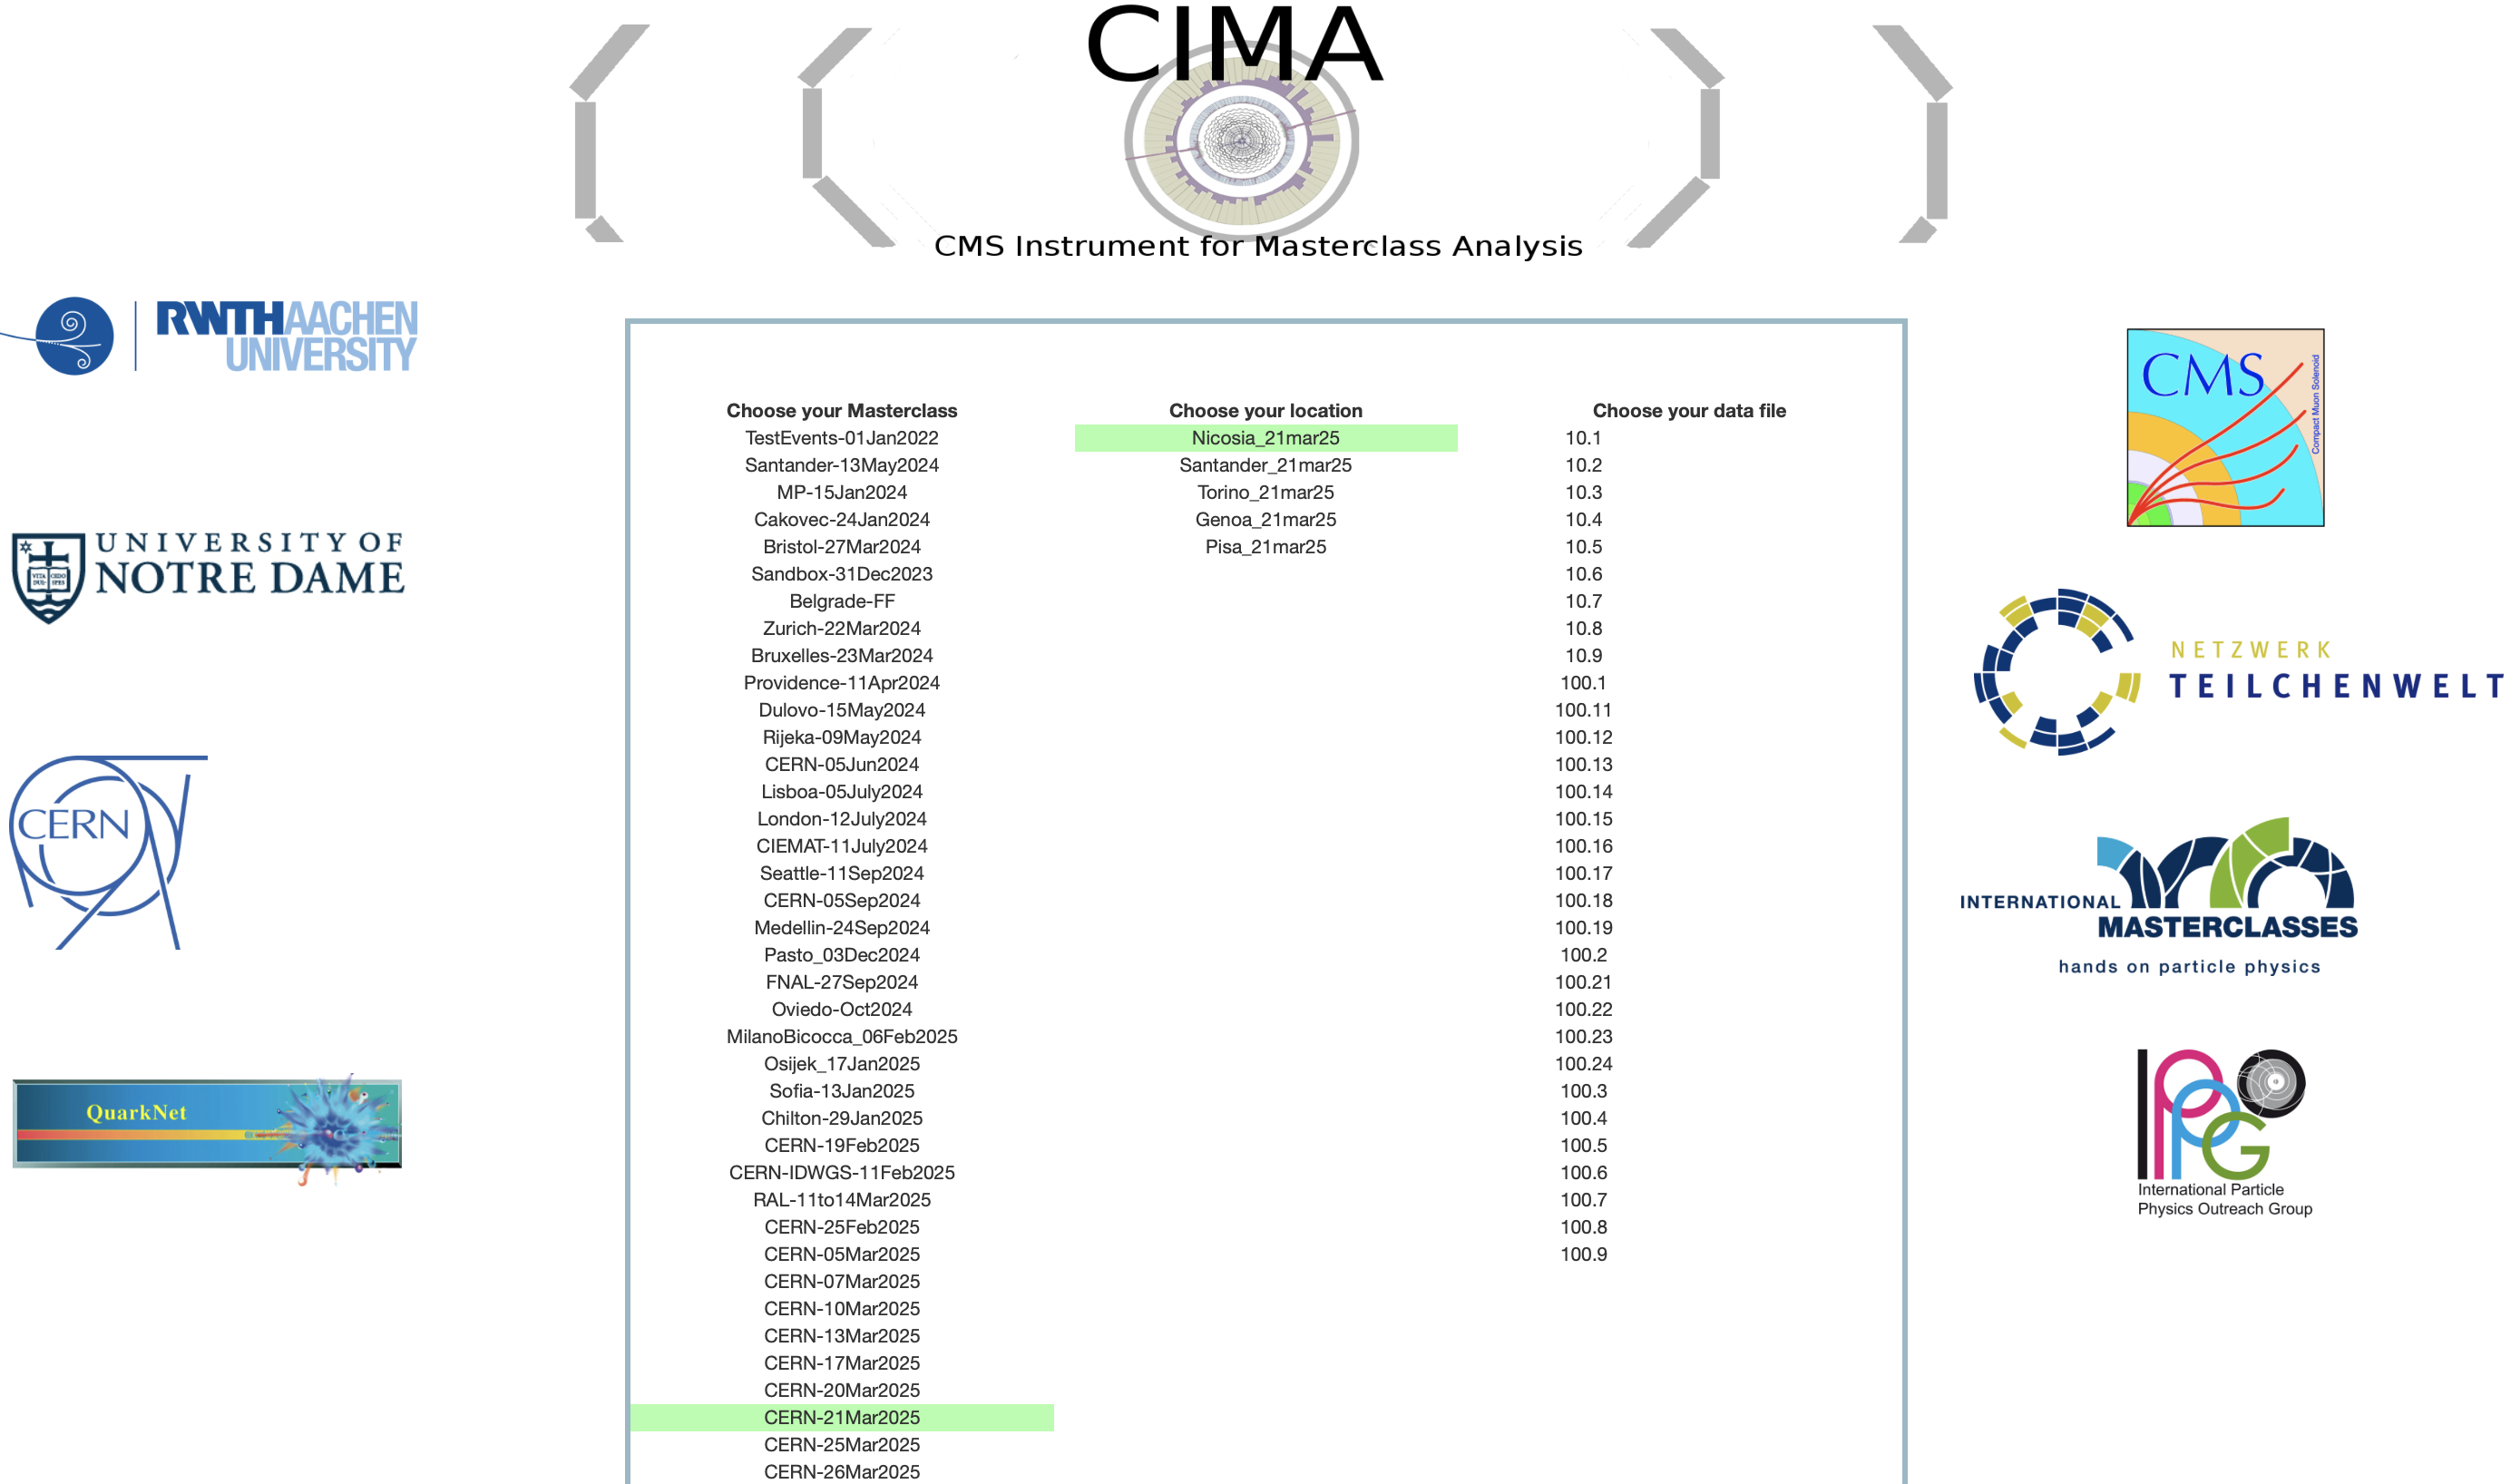 CIMA
CMS Instrument for Masterclass Analysis
RWTHAACHEN
UNIVERSITY
UNIVERSITY OF
NOTRE DAME
VITA CEDO
DUL SPES
CERN
QuarkNet
Choose your Masterclass
TestEvents-01Jan2022
Santander-13May2024
MP-15Jan2024
Cakovec-24Jan2024
Bristol-27Mar2024
Sandbox-31Dec2023
Belgrade-FF
Zurich-22Mar2024
Bruxelles-23Mar2024
Providence-11Apr2024
Dulovo-15May2024
Rijeka-09May2024
CERN-05Jun2024
Lisboa-05July2024
London-12July2024
CIEMAT-11July2024
Seattle-11Sep2024
CERN-05Sep2024
Medellin-24Sep2024
Pasto_03Dec2024
FNAL-27Sep2024
Oviedo-Oct2024
MilanoBicocca_06Feb2025
Osijek_17Jan2025
Sofia-13Jan2025
Chilton-29Jan2025
CERN-19Feb2025
CERN-IDWGS-11Feb2025
RAL-11to14Mar2025
CERN-25Feb2025
CERN-05Mar2025
CERN-07Mar2025
CERN-10Mar2025
CERN-13Mar2025
CERN-17Mar2025
CERN-20Mar2025
CERN-21Mar2025
CERN-25Mar2025
CERN-26Mar2025
Choose your location
Nicosia_21mar25
Santander_21mar25
Torino_21mar25
Genoa_21mar25
Pisa_21mar25
Choose your data file
10.1
10.2
10.3
10.4
10.5
10.6
10.7
10.8
10.9
100.1
100.11
100.12
100.13
100.14
100.15
100.16
100.17
100.18
100.19
100.2
100.21
100.22
100.23
100.24
100.3
100.4
100.5
100.6
100.7
100.8
100.9
CMS
Compact Muon Solenoid
NETZWERK
TEILCHENWELT
INTERNATIONAL
MASTERCLASSES
hands on particle physics
IPPOG
International Particle
Physics Outreach Group